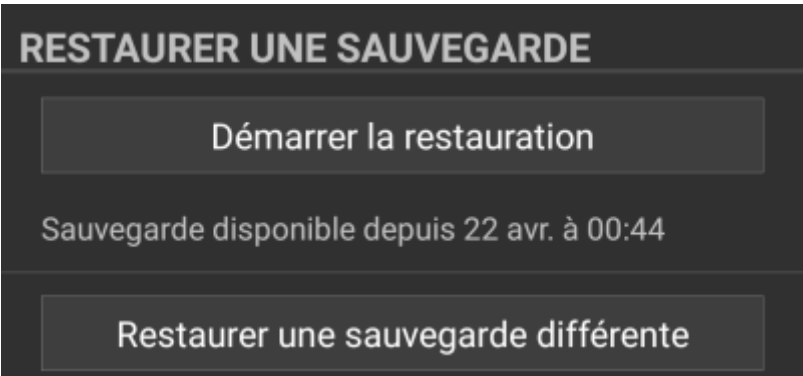 RESTAURER UNE SAUVEGARDE
Démarrer la restauration
Sauvegarde disponible depuis 22 avr. à 00:44
Restaurer une sauvegarde différente